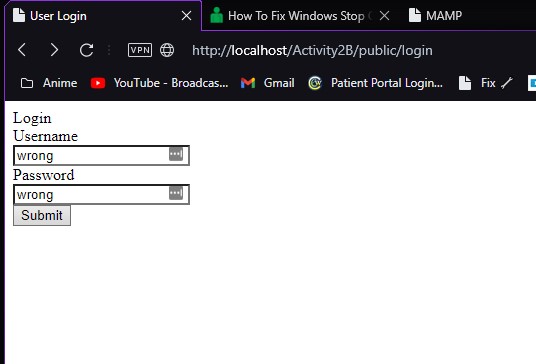 User Login
How To Fix Windows Stop
MAMP
VPN
http://localhost/Activity2B/public/login
Anime
YouTube - Broadcas...
Gmail
Patient Portal Login...
Fix
Login
Username
wrong
Password
wrong
Submit